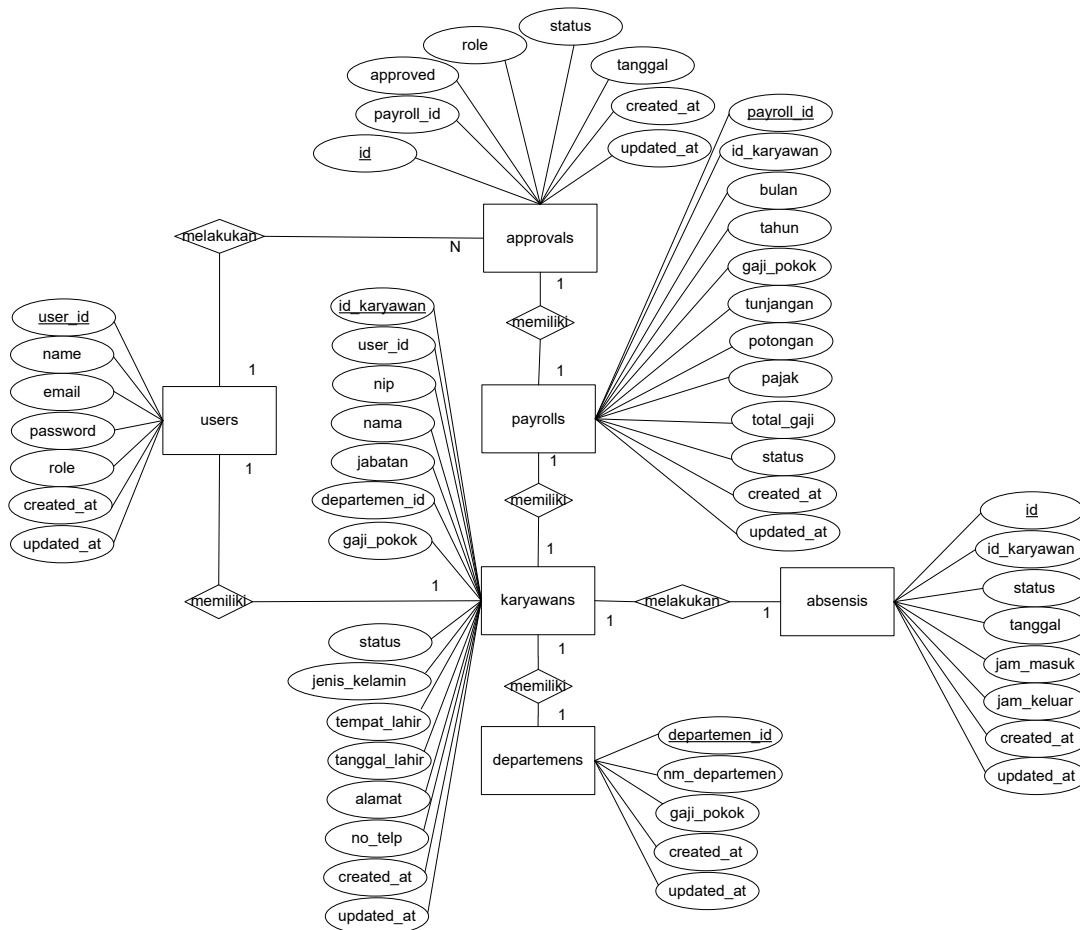 status
role
tanggal
approved
created_at
payroll_id
updated_at
id
payroll_id
id_karyawan
bulan
tahun
gaji_pokok
tunjangan
potongan
pajak
total_gaji
status
created_at
updated_at
melakukan
N
approvals
1
memiliki
1
payrolls
1
memiliki
1
user_id
name
email
password
role
created_at
updated_at
1
users
1
memiliki
1
id_karyawan
user_id
nip
nama
jabatan
departemen_id
gaji_pokok
karyawans
status
jenis_kelamin
tempat_lahir
tanggal_lahir
alamat
no_telp
created_at
updated_at
1
melakukan
1
absensis
id
id_karyawan
status
tanggal
jam_masuk
jam_keluar
created_at
updated_at
1
memiliki
1
departemens
departemen_id
nm_departemen
gaji_pokok
created_at
updated_at